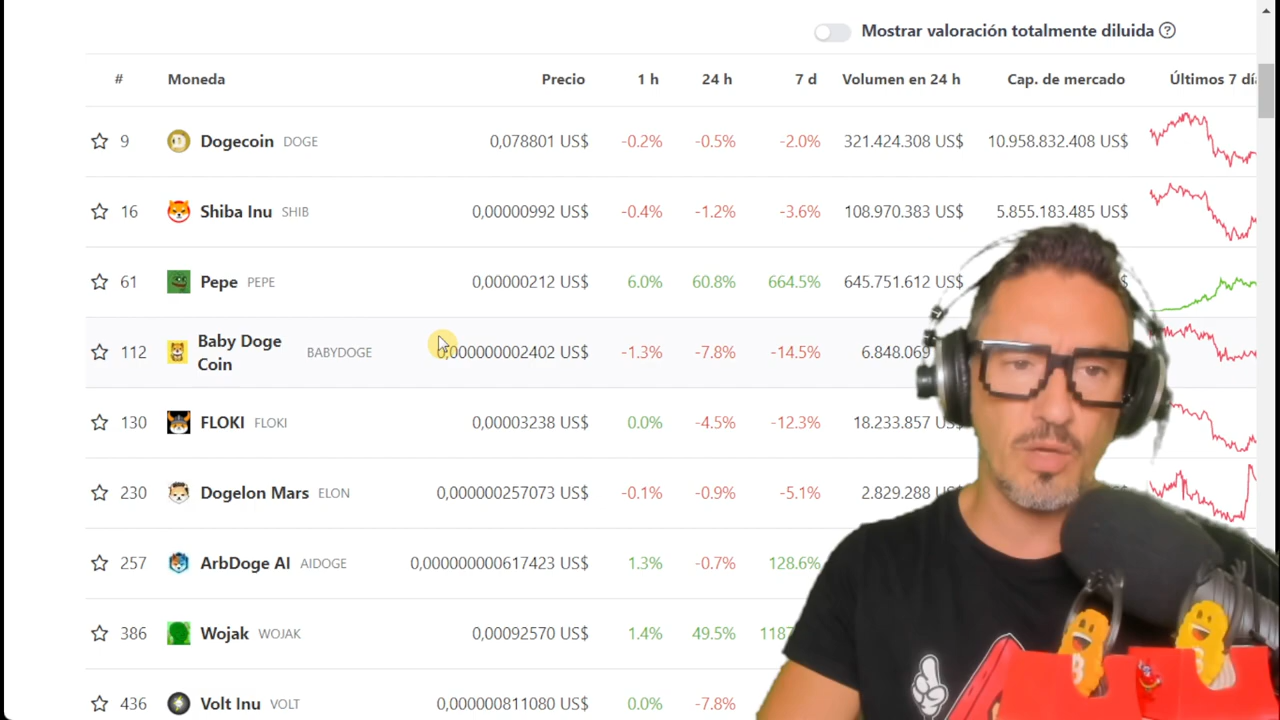 Mostrar valoración totalmente diluida ?
# Moneda Precio 1 h 24 h 7 d Volumen en 24 h Cap. de mercado Últimos 7
9 Dogecoin DOGE 0,078801 US$ -0.2% -0.5% -2.0% 321.424.308 US$ 10.958.832.408 US$
16 Shiba Inu SHIB 0,00000992 US$ -0.4% -1.2% -3.6% 108.970.383 US$ 5.855.183.485 US$
61 Pepe PEPE 0,00000212 US$ 6.0% 60.8% 664.5% 645.751.612 US$ $
112 Baby Doge Coin BABYDOGE 0,000000002402 US$ -1.3% -7.8% -14.5% 6.848.069
130 FLOKI FLOKI 0,00003238 US$ 0.0% -4.5% -12.3% 18.233.857 US$
230 Dogelon Mars ELON 0,000000257073 US$ -0.1% -0.9% -5.1% 2.829.288 US$
257 ArbDoge AI AIDOGE 0,000000000617423 US$ 1.3% -0.7% 128.6%
386 Wojak WOJAK 0,00092570 US$ 1.4% 49.5% 1187
436 Volt Inu VOLT 0,000000811080 US$ 0.0% -7.8%